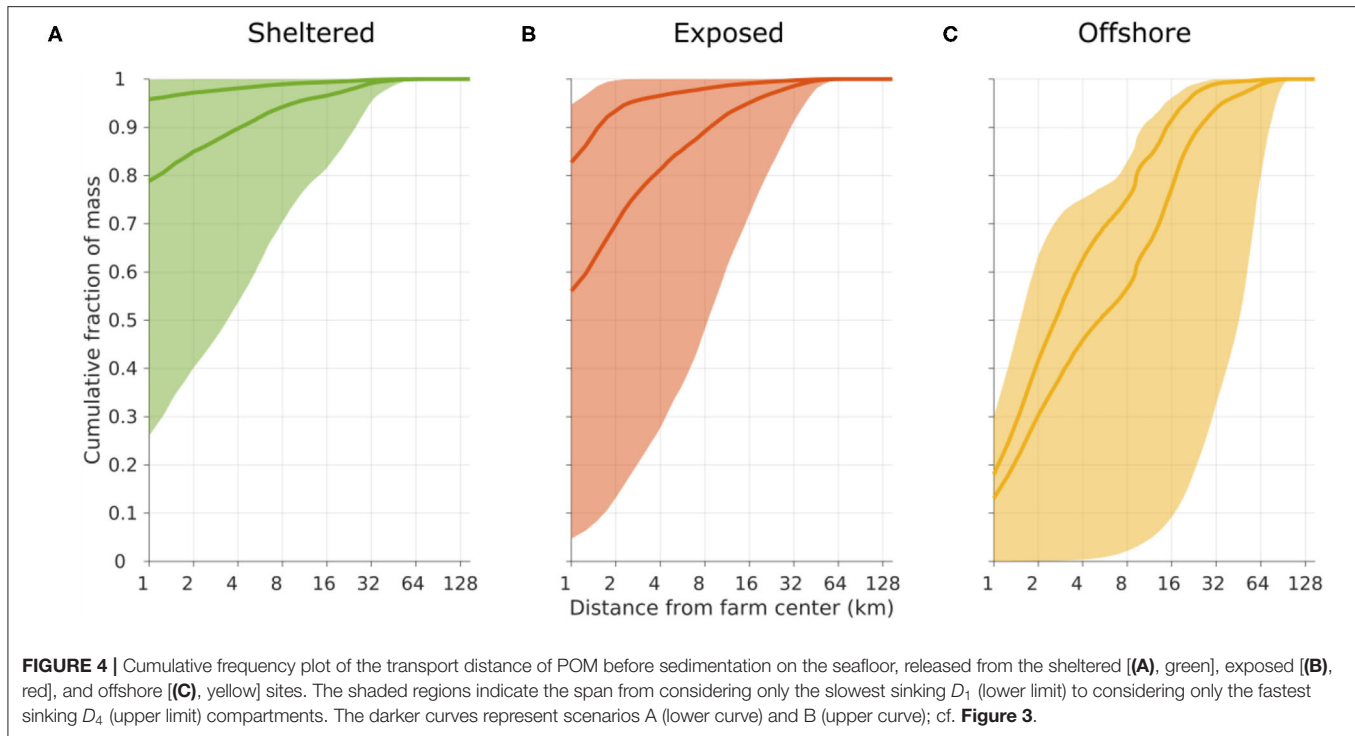 A Sheltered
B Exposed
C Offshore
Cumulative fraction of mass
1
0.9
0.8
0.7
0.6
0.5
0.4
0.3
0.2
0.1
0
1 2 4 8 16 32 64 128
1 2 4 8 16 32 64 128
1 2 4 8 16 32 64 128
Distance from farm center (km)
FIGURE 4 | Cumulative frequency plot of the transport distance of POM before sedimentation on the seafloor, released from the sheltered [(A), green], exposed [(B),
red], and offshore [(C), yellow] sites. The shaded regions indicate the span from considering only the slowest sinking D1 (lower limit) to considering only the fastest
sinking D4 (upper limit) compartments. The darker curves represent scenarios A (lower curve) and B (upper curve); cf. Figure 3.